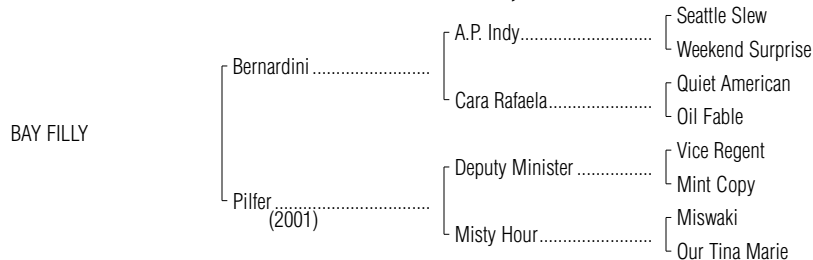 Seattle Slew
A.P. Indy..............................
Weekend Surprise
Bernardini ..........................
Quiet American
Cara Rafaela.......................
Oil Fable
BAY FILLY
Vice Regent
Deputy Minister .................
Mint Copy
Pilfer..................................
(2001)
Miswaki
Misty Hour.........................
Our Tina Marie